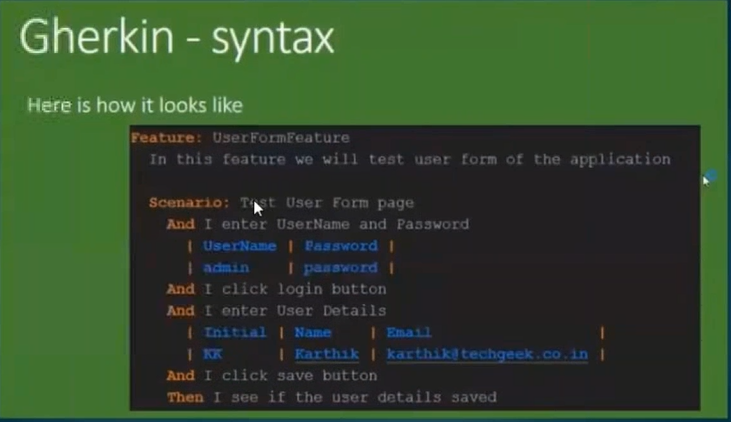 Gherkin - syntax
Here is how it looks like
Feature: UserFormFeature
In this feature we will test user form of the application
Scenario: Test User Form page
And I enter UserName and Password
| UserName | Password |
| admin | password |
And I click login button
And I enter User Details
| Initial | Name | Email |
| KK | Karthik | karthik@techgeek.co.in |
And I click save button
Then I see if the user details saved